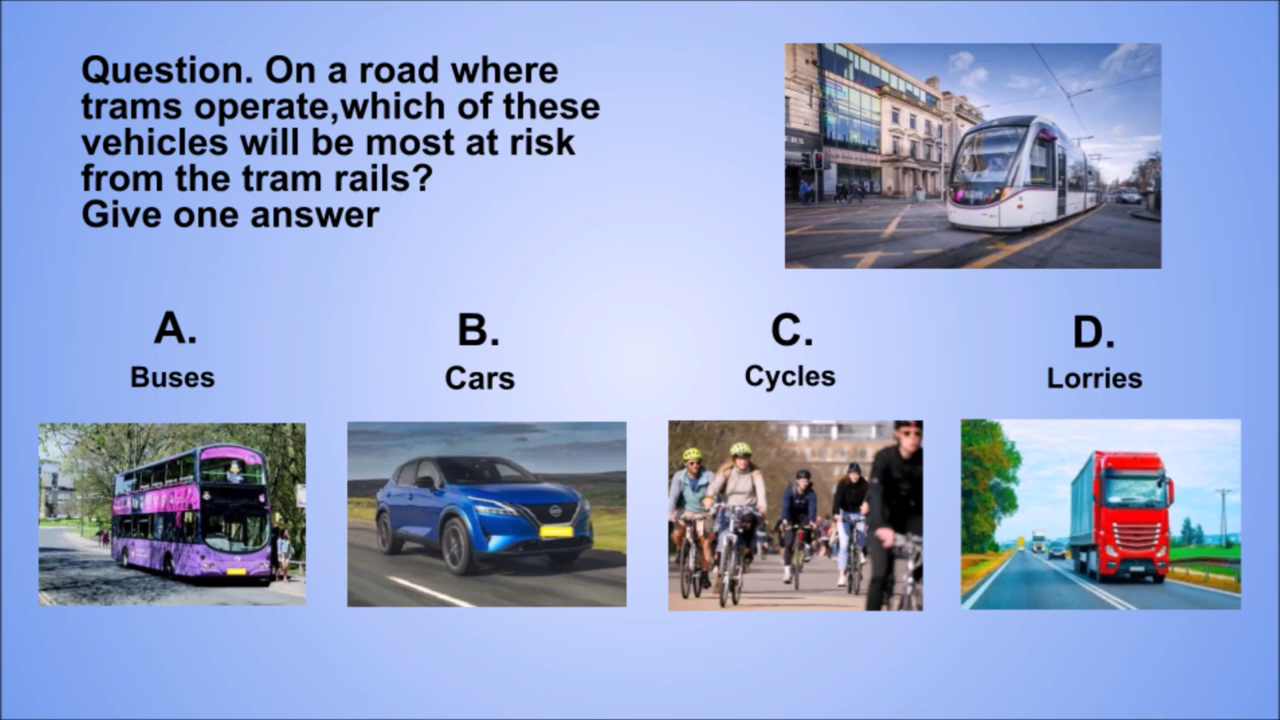 Question. On a road where
trams operate,which of these
vehicles will be most at risk
from the tram rails?
Give one answer
A.
B.
C.
D.
Buses
Cars
Cycles
Lorries